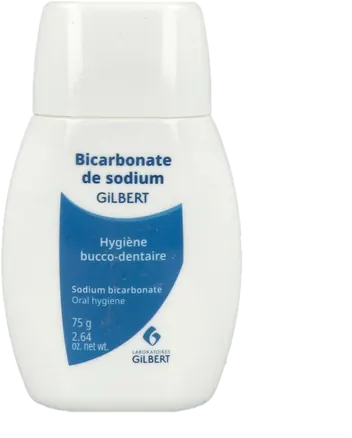 Bicarbonate
de sodium
GiLBERT
Hygiène
bucco-dentaire
Sodium bicarbonate
Oral hygiene
75 g
2.64
oz. net wt.
LABORATOIRES
GiLBERT